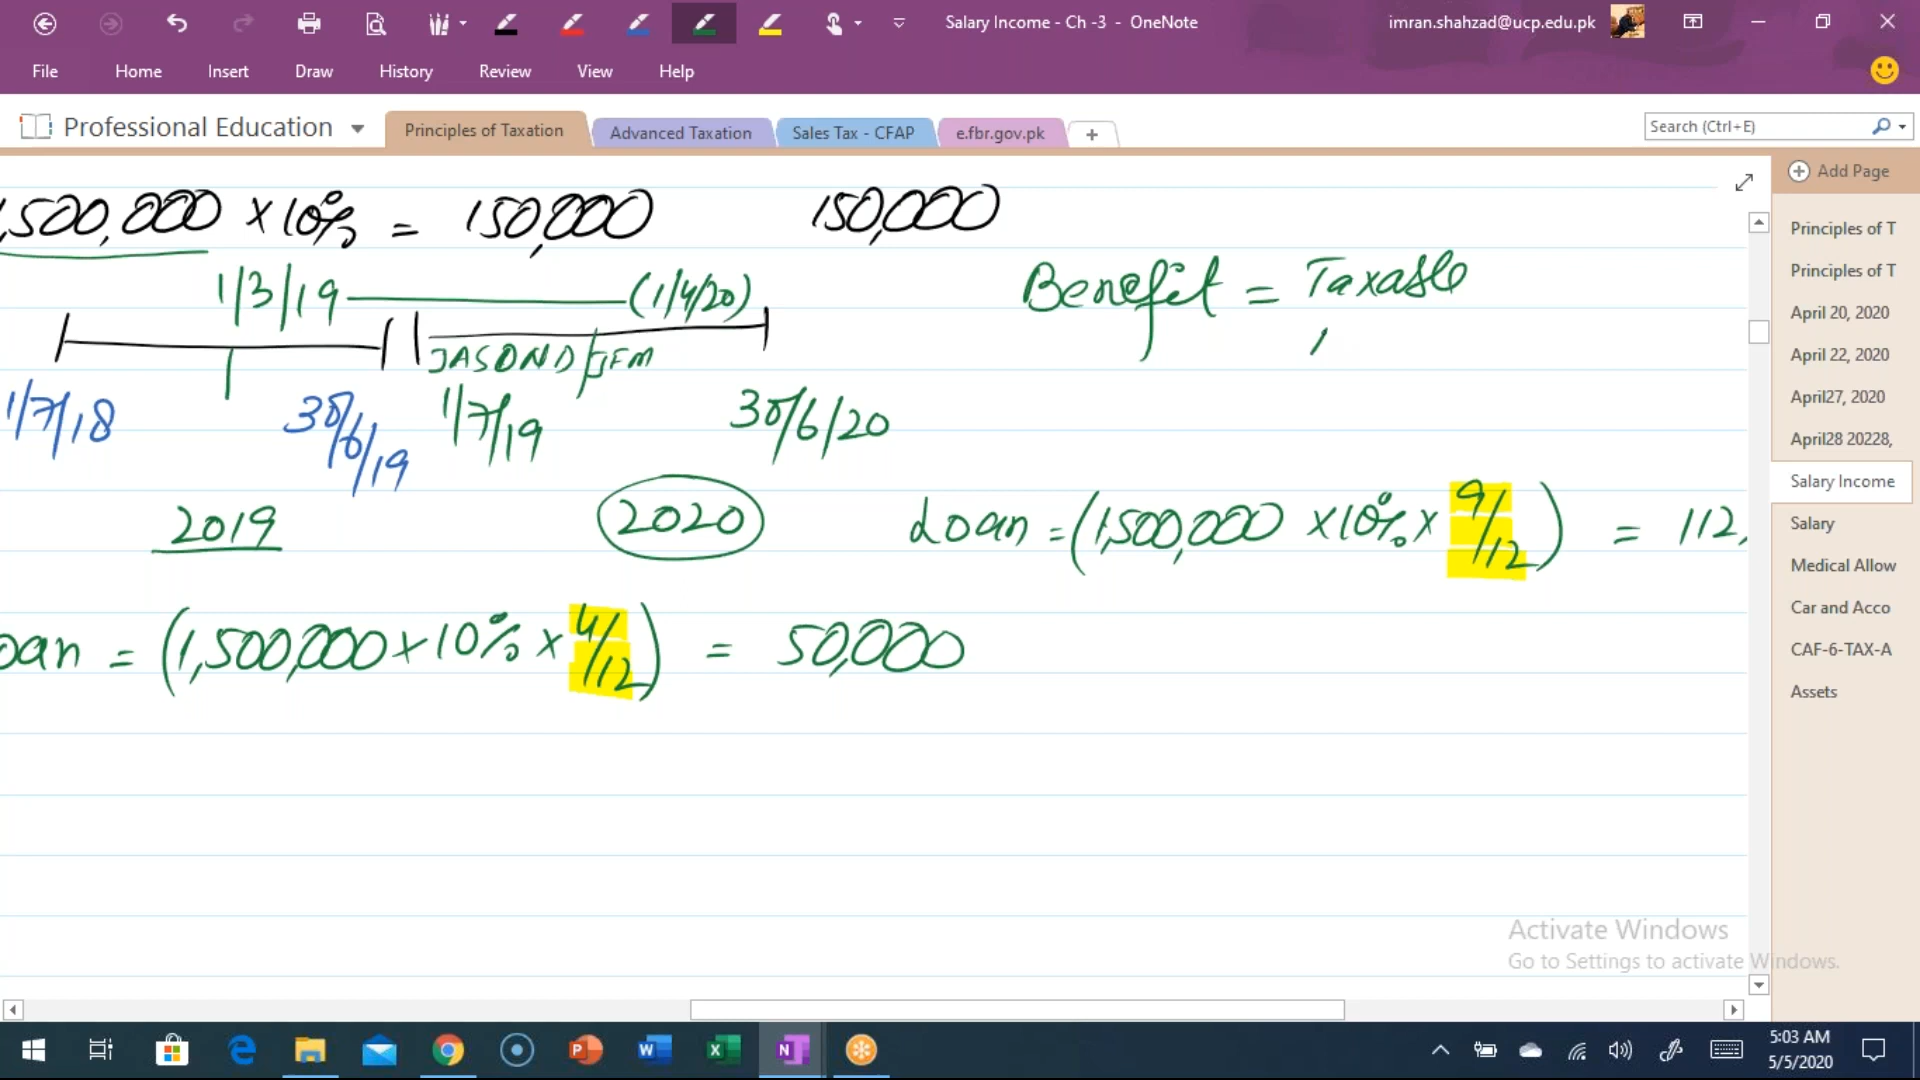 Salary Income - Ch -3 - OneNote
imran.shahzad@ucp.edu.pk
File Home Insert Draw History Review View Help
Professional Education
Principles of Taxation
Advanced Taxation
Sales Tax - CFAP
e.fbr.gov.pk
Search (Ctrl+E)
Add Page
Principles of T
Principles of T
April 20, 2020
April 22, 2020
April27, 2020
April28 20228,
Salary Income
Salary
Medical Allow
Car and Acco
CAF-6-TAX-A
Assets
,500,000 x 10% = 150,000 150,000
1/3/19 (1/4/20)
Benefit = Taxable
JASOND/JFM
1/7/18 30/6/19 1/7/19 30/6/20
2019 2020
Loan = (1,500,000 x 10% x 9/12) = 112,
oan = (1,500,000 x 10% x 4/12) = 50,000
Activate Windows
Go to Settings to activate Windows.
5:03 AM
5/5/2020